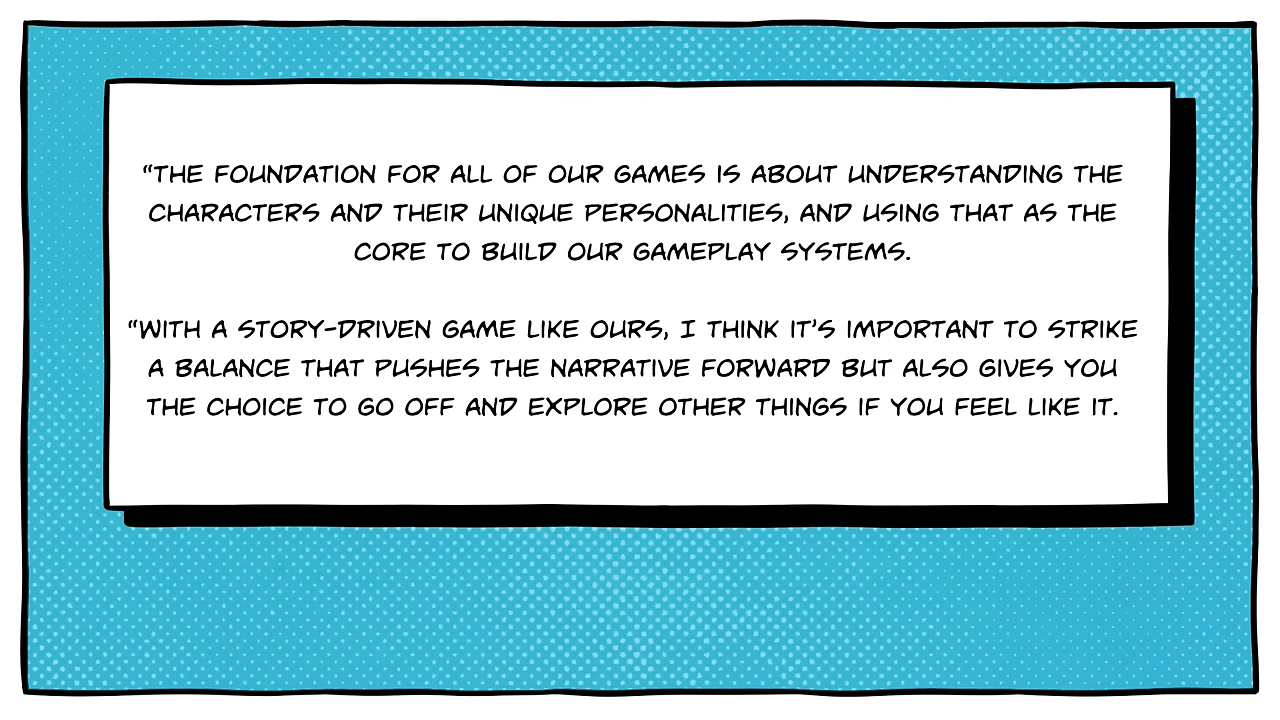 “THE FOUNDATION FOR ALL OF OUR GAMES IS ABOUT UNDERSTANDING THE
CHARACTERS AND THEIR UNIQUE PERSONALITIES, AND USING THAT AS THE
CORE TO BUILD OUR GAMEPLAY SYSTEMS.
“WITH A STORY-DRIVEN GAME LIKE OURS, I THINK IT’S IMPORTANT TO STRIKE
A BALANCE THAT PUSHES THE NARRATIVE FORWARD BUT ALSO GIVES YOU
THE CHOICE TO GO OFF AND EXPLORE OTHER THINGS IF YOU FEEL LIKE IT.